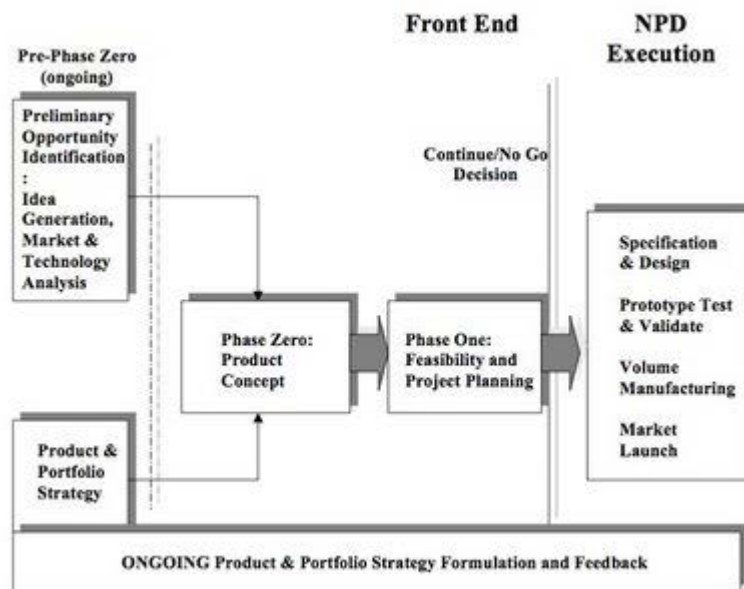 Front End
NPD
Execution
Pre-Phase Zero
(ongoing)
Preliminary
Opportunity
Identification
:
Idea
Generation,
Market &
Technology
Analysis
Continue/No Go
Decision
Specification
& Design
Prototype Test
& Validate
Volume
Manufacturing
Market
Launch
Phase Zero:
Product
Concept
Phase One:
Feasibility and
Project Planning
Product &
Portfolio
Strategy
ONGOING Product & Portfolio Strategy Formulation and Feedback